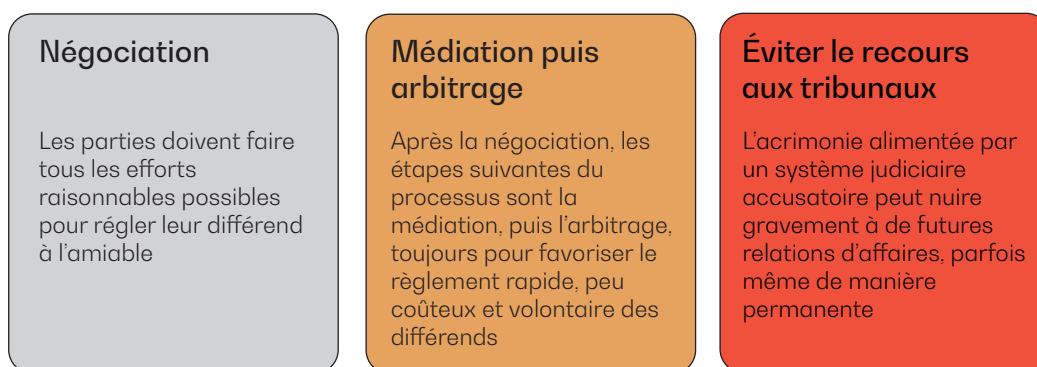 Négociation
Les parties doivent faire
tous les efforts
raisonnables possibles
pour régler leur différend
à l'amiable
Médiation puis
arbitrage
Après la négociation, les
étapes suivantes du
processus sont la
médiation, puis l'arbitrage,
toujours pour favoriser le
règlement rapide, peu
coûteux et volontaire des
différends
Éviter le recours
aux tribunaux
L'acrimonie alimentée par
un système judiciaire
accusatoire peut nuire
gravement à de futures
relations d'affaires, parfois
même de manière
permanente